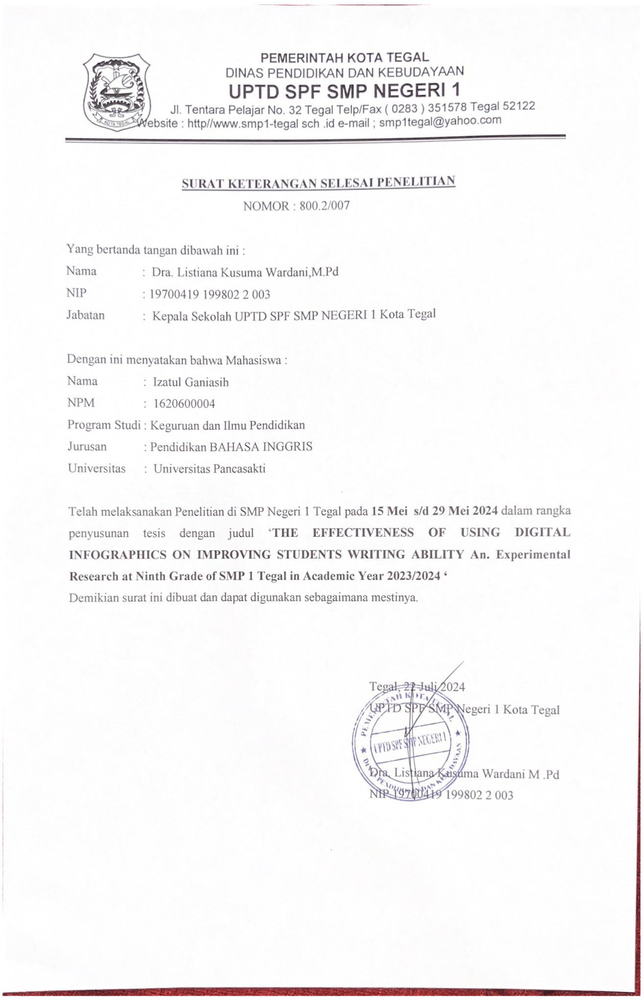 PEMERINTAH KOTA TEGAL
DINAS PENDIDIKAN DAN KEBUDAYAAN
UPTD SPF SMP NEGERI 1
Jl. Tentara Pelajar No. 32 Tegal Telp/Fax ( 0283 ) 351578 Tegal 52122
Website : http//www.smp1-tegal sch .id e-mail ; smp1tegal@yahoo.com
KOTA TEGAL
SURAT KETERANGAN SELESAI PENELITIAN
NOMOR : 800.2/007
Yang bertanda tangan dibawah ini :
Nama : Dra. Listiana Kusuma Wardani,M.Pd
NIP : 19700419 199802 2 003
Jabatan : Kepala Sekolah UPTD SPF SMP NEGERI 1 Kota Tegal
Dengan ini menyatakan bahwa Mahasiswa :
Nama : Izatul Ganiasih
NPM : 1620600004
Program Studi : Keguruan dan Ilmu Pendidikan
Jurusan : Pendidikan BAHASA INGGRIS
Universitas : Universitas Pancasakti
Telah melaksanakan Penelitian di SMP Negeri 1 Tegal pada 15 Mei s/d 29 Mei 2024 dalam rangka
penyusunan tesis dengan judul ‘THE EFFECTIVENESS OF USING DIGITAL
INFOGRAPHICS ON IMPROVING STUDENTS WRITING ABILITY An. Experimental
Research at Ninth Grade of SMP 1 Tegal in Academic Year 2023/2024 ‘
Demikian surat ini dibuat dan dapat digunakan sebagaimana mestinya.
Tegal, 22 Juli 2024
UPTD SPF SMP Negeri 1 Kota Tegal
PEMERINTAH KOTA TEGAL
UPTD SPF SMP NEGERI 1
DINAS PENDIDIKAN DAN KEBUDAYAAN
Dra. Listiana Kusuma Wardani M .Pd
NIP 19700419 199802 2 003